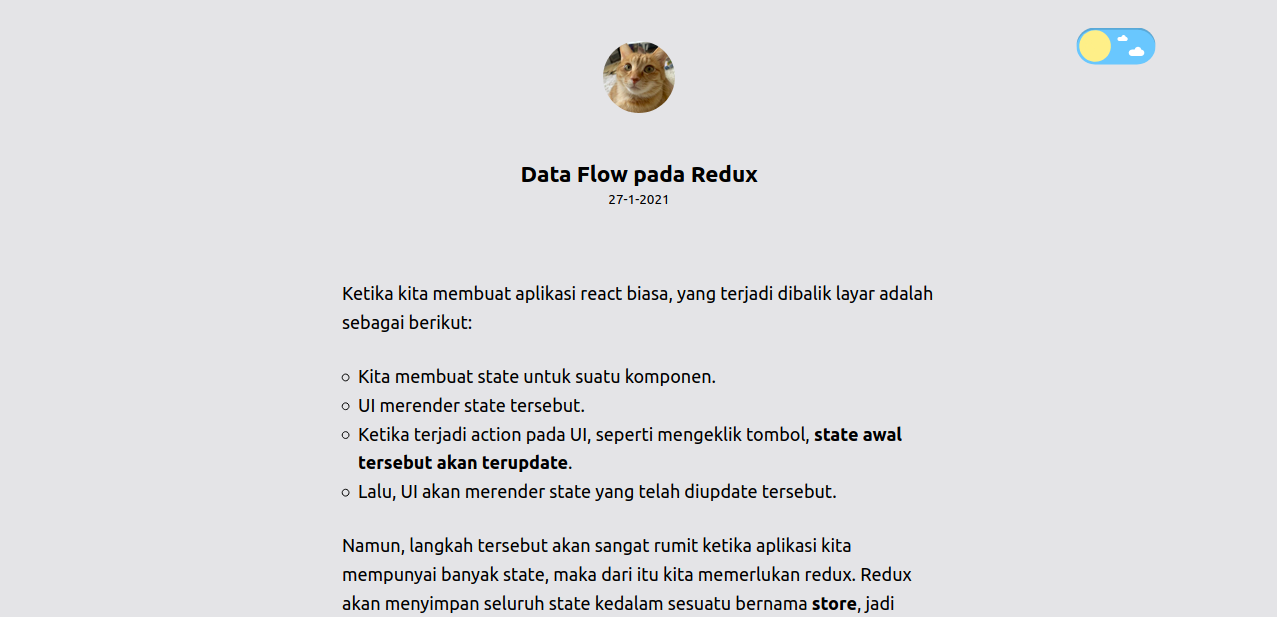 Data Flow pada Redux
27-1-2021
Ketika kita membuat aplikasi react biasa, yang terjadi dibalik layar adalah
sebagai berikut:
Kita membuat state untuk suatu komponen.
UI merender state tersebut.
Ketika terjadi action pada UI, seperti mengeklik tombol, state awal
tersebut akan terupdate.
Lalu, UI akan merender state yang telah diupdate tersebut.
Namun, langkah tersebut akan sangat rumit ketika aplikasi kita
mempunyai banyak state, maka dari itu kita memerlukan redux. Redux
akan menyimpan seluruh state kedalam sesuatu bernama store, jadi